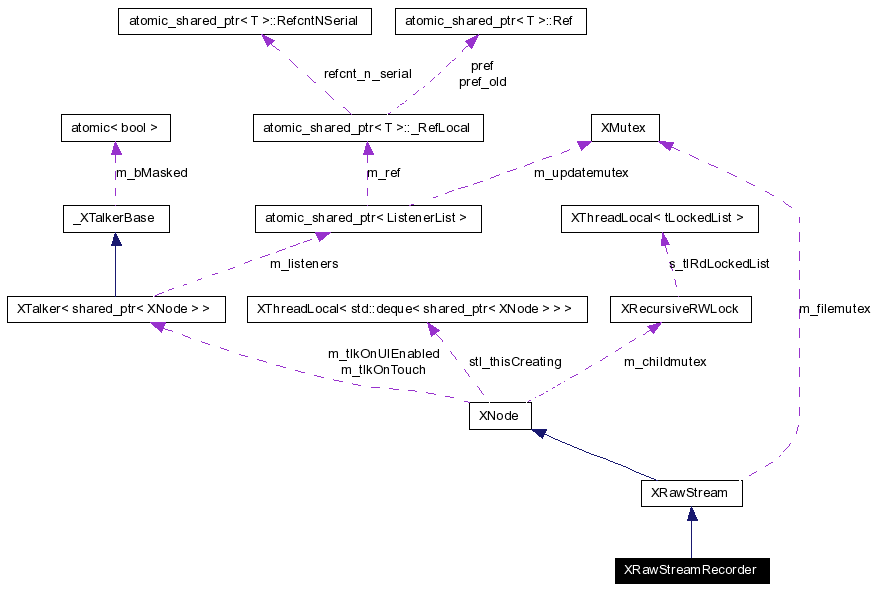 atomic_shared_ptr< T >::RefcntNSerial
atomic_shared_ptr< T >::Ref
refcnt_n_serial
pref
pref_old
atomic< bool >
atomic_shared_ptr< T >::_RefLocal
XMutex
m_bMasked
m_ref
m_updatemutex
_XTalkerBase
atomic_shared_ptr< ListenerList >
XThreadLocal< tLockedList >
m_listeners
s_tlRdLockedList
XTalker< shared_ptr< XNode > >
XThreadLocal< std::deque< shared_ptr< XNode > > >
XRecursiveRWLock
m_filemutex
m_tlkOnUIEnabled
m_tlkOnTouch
stl_thisCreating
m_childmutex
XNode
XRawStream
XRawStreamRecorder